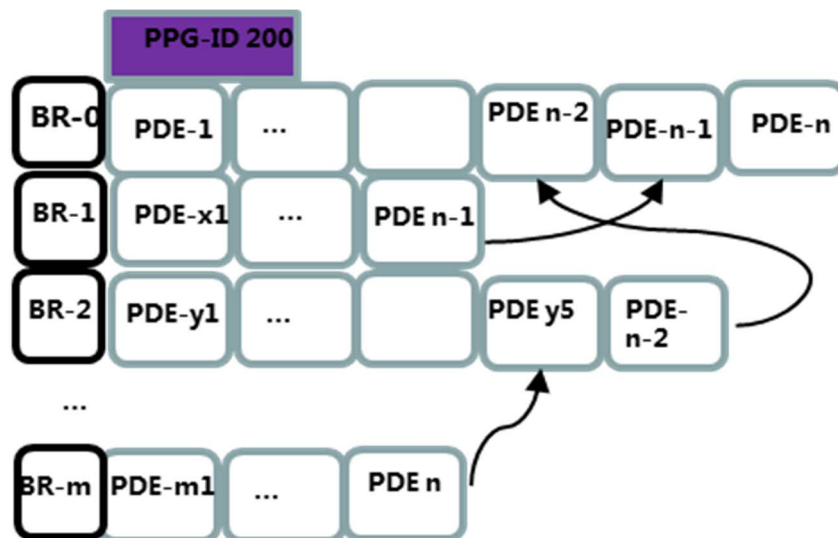 PPG-ID 200
BR-0 PDE-1 ... PDE n-2 PDE-n-1 PDE-n
BR-1 PDE-x1 ... PDE n-1
BR-2 PDE-y1 ... PDE y5 PDE-
n-2
...
BR-m PDE-m1 ... PDE n